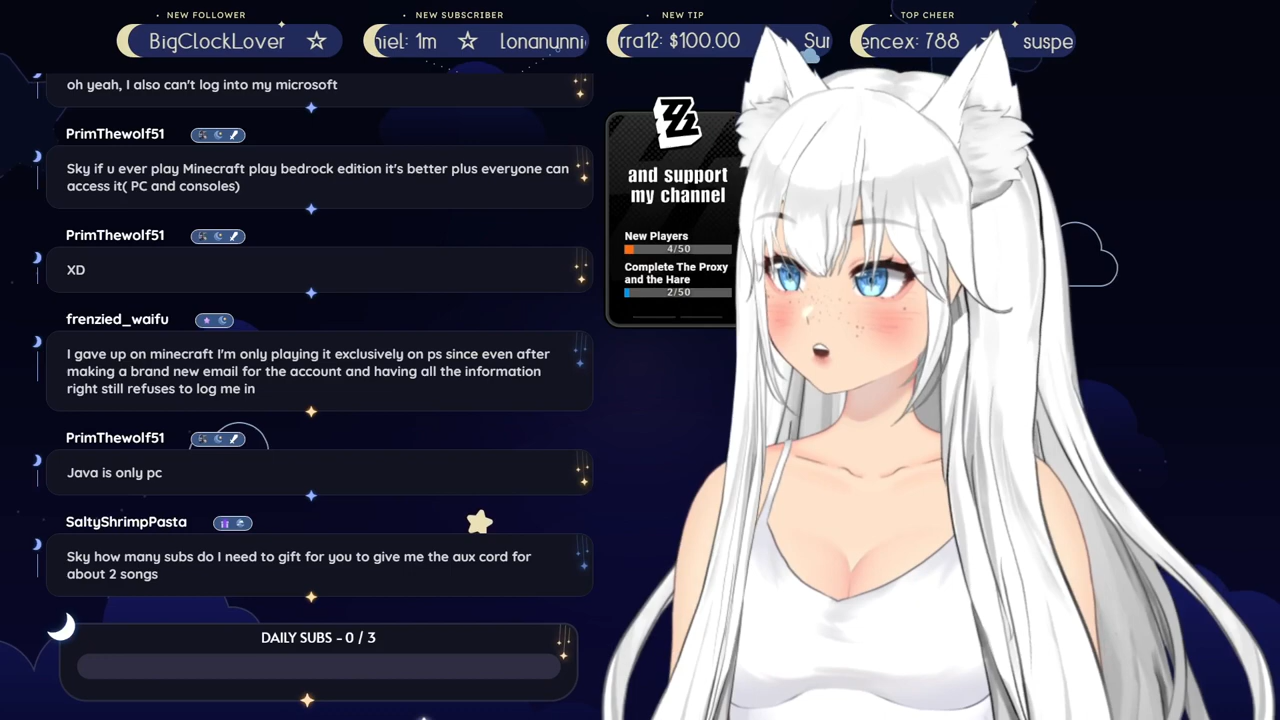 NEW FOLLOWER
NEW SUBSCRIBER
NEW TIP
TOP CHEER
BigClockLover
niel: 1m
lonanunni
rra12: $100.00
Sur
encex: 788
suspe
oh yeah, I also can't log into my microsoft
PrimThewolf51
Sky if u ever play Minecraft play bedrock edition it's better plus everyone can
access it( PC and consoles)
PrimThewolf51
XD
frenzied_waifu
I gave up on minecraft I'm only playing it exclusively on ps since even after
making a brand new email for the account and having all the information
right still refuses to log me in
PrimThewolf51
Java is only pc
SaltyShrimpPasta
Sky how many subs do I need to gift for you to give me the aux cord for
about 2 songs
DAILY SUBS - 0 / 3
and support
my channel
New Players
4/50
Complete The Proxy
and the Hare
2/50